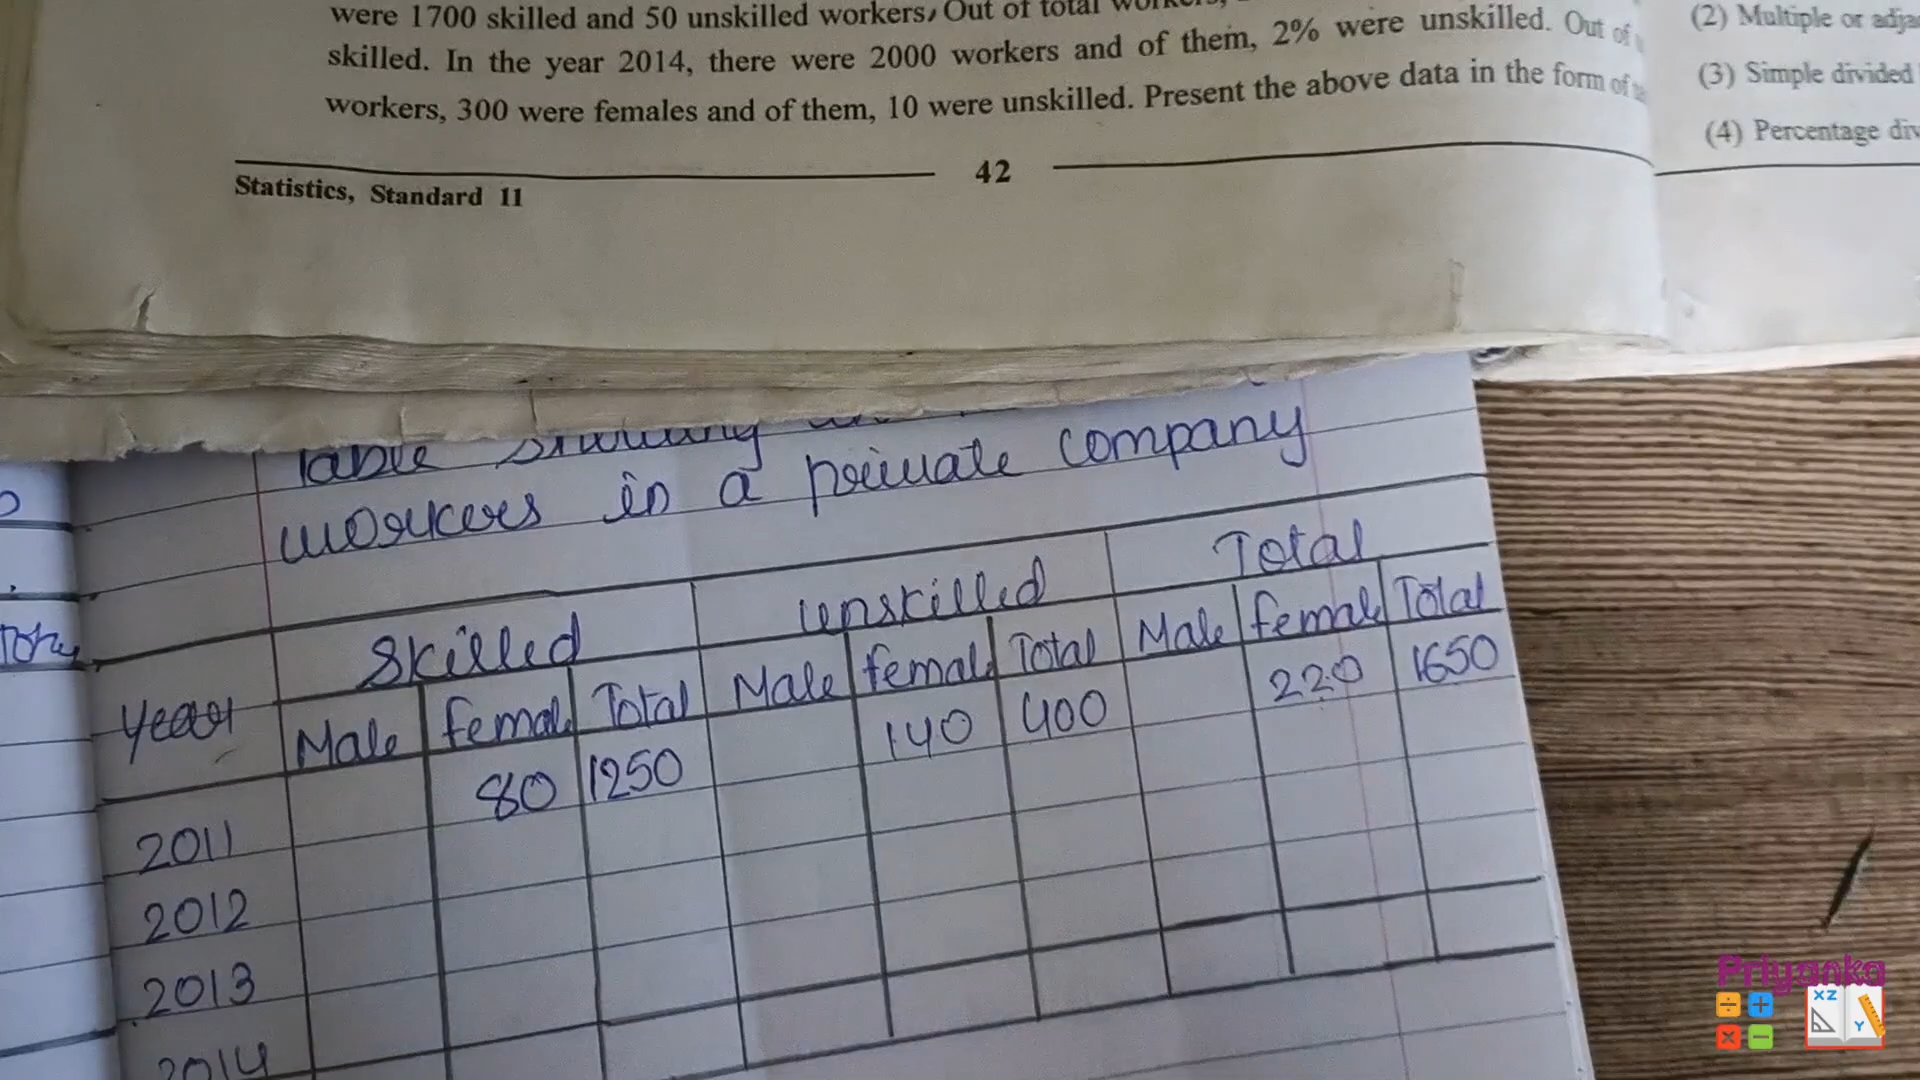 were 1700 skilled and 50 unskilled workers, Out of total
skilled. In the year 2014, there were 2000 workers and of them, 2% were unskilled. Out of
workers, 300 were females and of them, 10 were unskilled. Present the above data in the form of
(2) Multiple or
(3) Simple divided
(4) Percentage
42
Statistics, Standard 11
Table
workers in a private company
Year Skilled unskilled Total
Male femal Total Male femal Total Male femal Total
2011 80 1250 140 400 220 1650
2012
2013
2014
Priyanka
XZ
Y